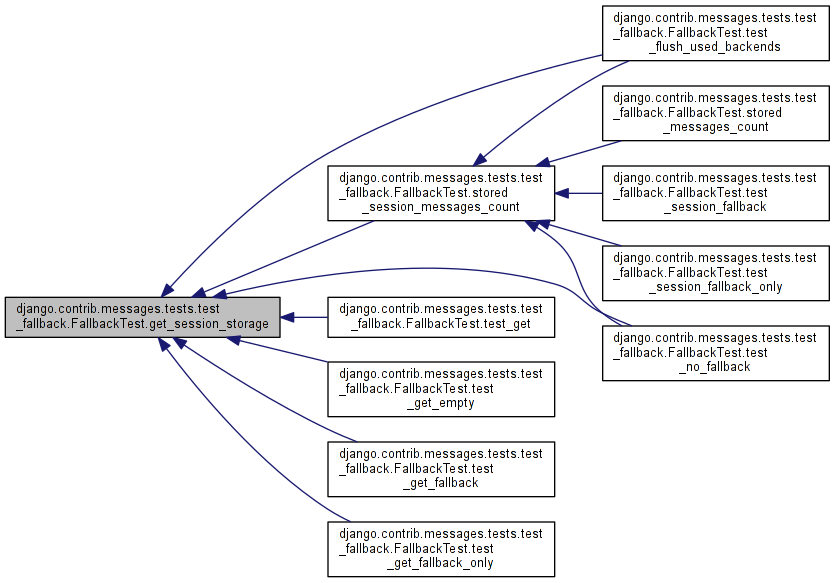 django.contrib.messages.tests.test
_fallback.FallbackTest.test
_flush_used_backends
django.contrib.messages.tests.test
_fallback.FallbackTest.stored
_messages_count
django.contrib.messages.tests.test
_fallback.FallbackTest.stored
_session_messages_count
django.contrib.messages.tests.test
_fallback.FallbackTest.test
_session_fallback
django.contrib.messages.tests.test
_fallback.FallbackTest.test
_session_fallback_only
django.contrib.messages.tests.test
_fallback.FallbackTest.get_session_storage
django.contrib.messages.tests.test
_fallback.FallbackTest.test_get
django.contrib.messages.tests.test
_fallback.FallbackTest.test
_no_fallback
django.contrib.messages.tests.test
_fallback.FallbackTest.test
_get_empty
django.contrib.messages.tests.test
_fallback.FallbackTest.test
_get_fallback
django.contrib.messages.tests.test
_fallback.FallbackTest.test
_get_fallback_only